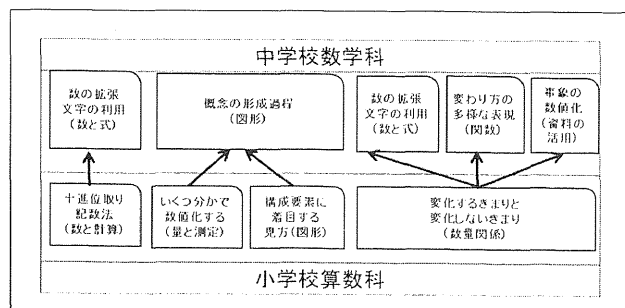 中学校数学科
数の拡張
文字の利用
(数と式)
概念の形成過程
(図形)
数の拡張
文字の利用
(数と式)
変わり方の
多様な表現
(関数)
事象の
数値化
(資料の
活用)
十進位取り
記数法
(数と計算)
いくつ分かで
数値化する
(量と測定)
構成要素に
着目する
見方(図形)
変化するきまりと
変化しないきまり
(数量関係)
小学校算数科